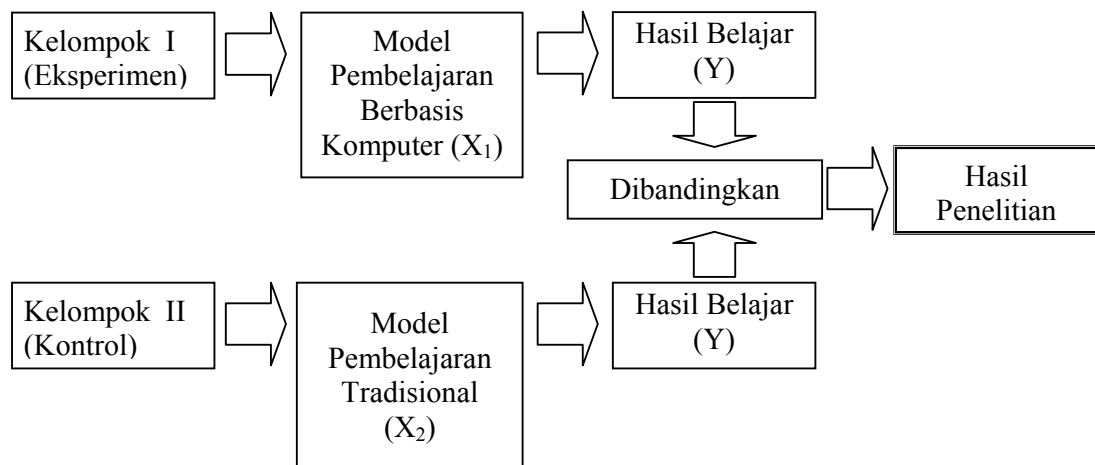 Kelompok I
(Eksperimen)
Model
Pembelajaran
Berbasis
Komputer (X₁)
Hasil Belajar
(Y)
Dibandingkan
Hasil
Penelitian
Kelompok II
(Kontrol)
Model
Pembelajaran
Tradisional
(X₂)
Hasil Belajar
(Y)